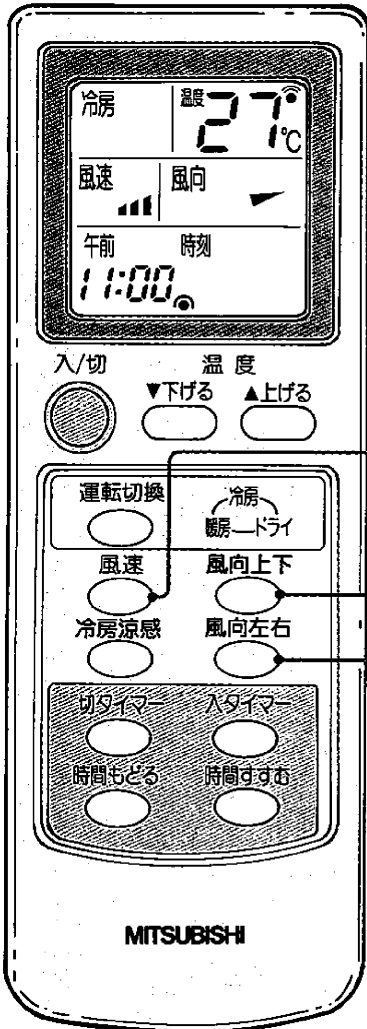 冷房 温度 27℃
風速 風向
午前 時刻
11:00
入/切 温度
▼下げる ▲上げる
運転切換 冷房
暖房 ドライ
風速 風向上下
冷房涼感 風向左右
切タイマー 入タイマー
時間もどる 時間すすむ
MITSUBISHI